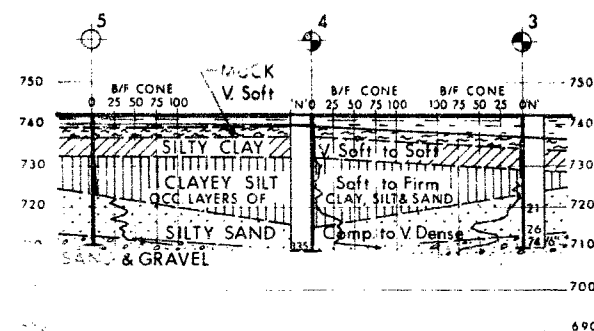 5 4 3
MUCK
750 B/F CONE V. Soft B/F CONE B/F CONE 750
0 25 50 75 100 'N' 0 25 50 75 100 100 75 50 25 0 'N'
740 740
SILTY CLAY V. Soft to Soft
730 730
CLAYEY SILT Soft to Firm
OCC LAYERS OF CLAY, SILT & SAND
720 21 720
SILTY SAND Comp to V. Dense 26
135 74/6" 710
SAND & GRAVEL
700
690